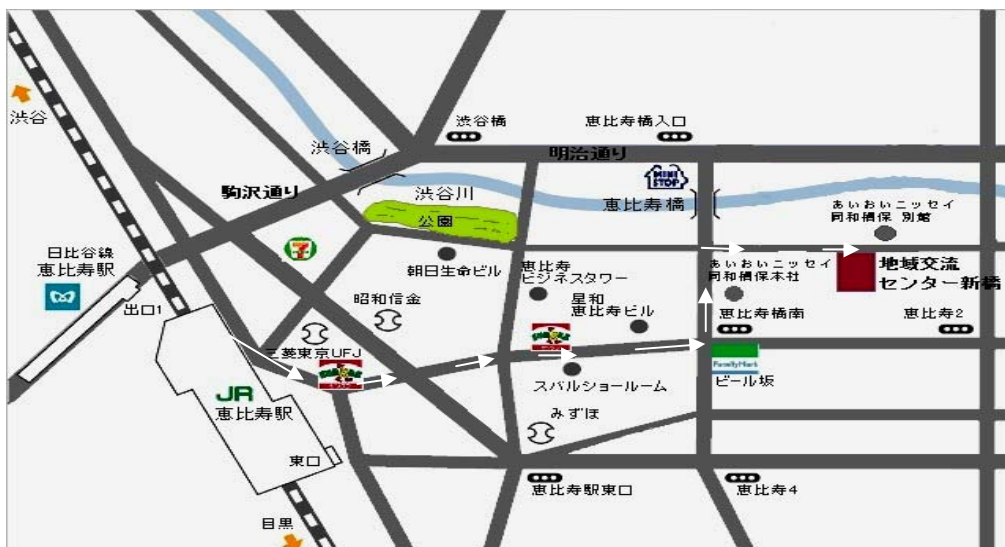 渋谷
渋谷橋
恵比寿橋入口
渋谷橋
明治通り
駒沢通り
渋谷川
公園
MINI
STOP
恵比寿橋
あいおいニッセイ
同和損保 別館
日比谷線
恵比寿駅
7
朝日生命ビル
恵比寿
ビジネスタワー
あいおいニッセイ
同和損保本社
地域交流
センター新橋
出口1
昭和信金
星和
恵比寿ビル
恵比寿橋南
恵比寿2
三菱東京UFJ
FamilyMart
ビール坂
スバルショールーム
JR
恵比寿駅
みずほ
東口
恵比寿駅東口
恵比寿4
目黒